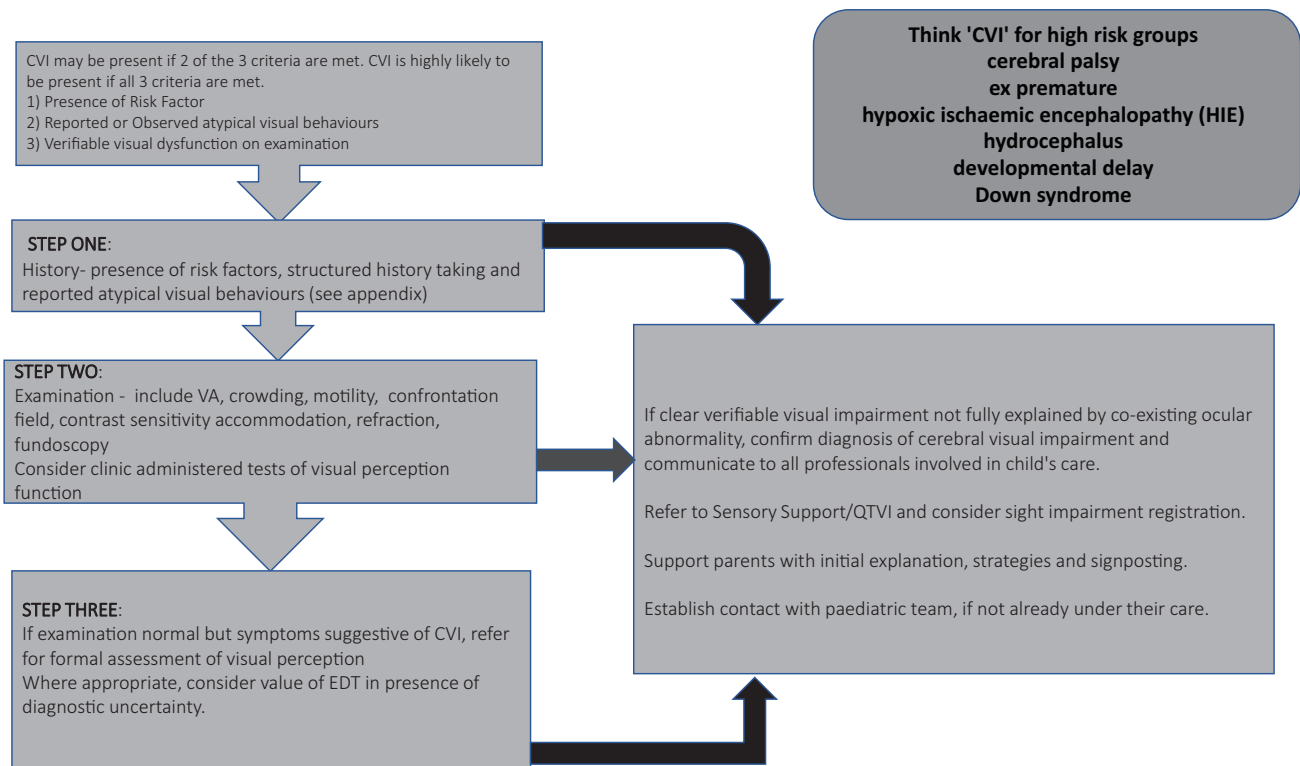 CVI may be present if 2 of the 3 criteria are met. CVI is highly likely to
be present if all 3 criteria are met.
1) Presence of Risk Factor
2) Reported or Observed atypical visual behaviours
3) Verifiable visual dysfunction on examination
Think 'CVI' for high risk groups
cerebral palsy
ex premature
hypoxic ischaemic encephalopathy (HIE)
hydrocephalus
developmental delay
Down syndrome
STEP ONE:
History- presence of risk factors, structured history taking and
reported atypical visual behaviours (see appendix)
STEP TWO:
Examination - include VA, crowding, motility, confrontation
field, contrast sensitivity accommodation, refraction,
fundoscopy
Consider clinic administered tests of visual perception
function
STEP THREE:
If examination normal but symptoms suggestive of CVI, refer
for formal assessment of visual perception
Where appropriate, consider value of EDT in presence of
diagnostic uncertainty.
If clear verifiable visual impairment not fully explained by co-existing ocular
abnormality, confirm diagnosis of cerebral visual impairment and
communicate to all professionals involved in child's care.
Refer to Sensory Support/QTVI and consider sight impairment registration.
Support parents with initial explanation, strategies and signposting.
Establish contact with paediatric team, if not already under their care.